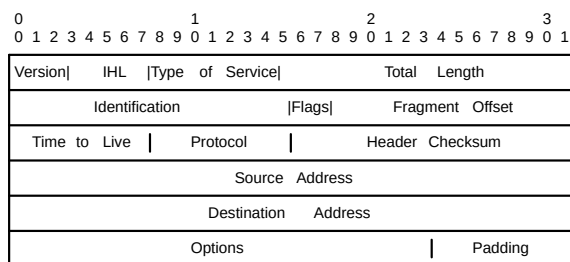 0 1 2 3
0 1 2 3 4 5 6 7 8 9 0 1 2 3 4 5 6 7 8 9 0 1 2 3 4 5 6 7 8 9 0 1
Version| IHL |Type of Service| Total Length
Identification |Flags| Fragment Offset
Time to Live | Protocol | Header Checksum
Source Address
Destination Address
Options | Padding